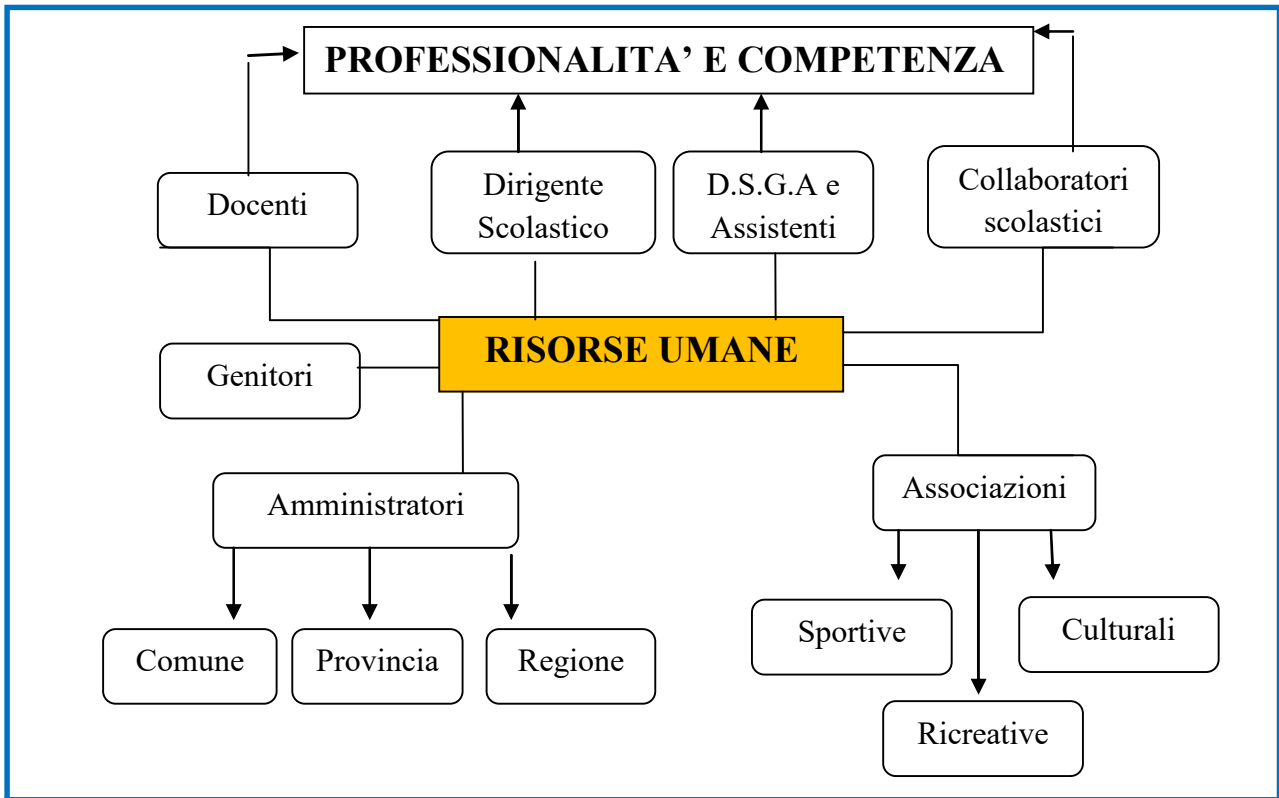 PROFESSIONALITA’ E COMPETENZA
Docenti
Dirigente
Scolastico
D.S.G.A e
Assistenti
Collaboratori
scolastici
RISORSE UMANE
Genitori
Amministratori
Associazioni
Comune
Provincia
Regione
Sportive
Culturali
Ricreative